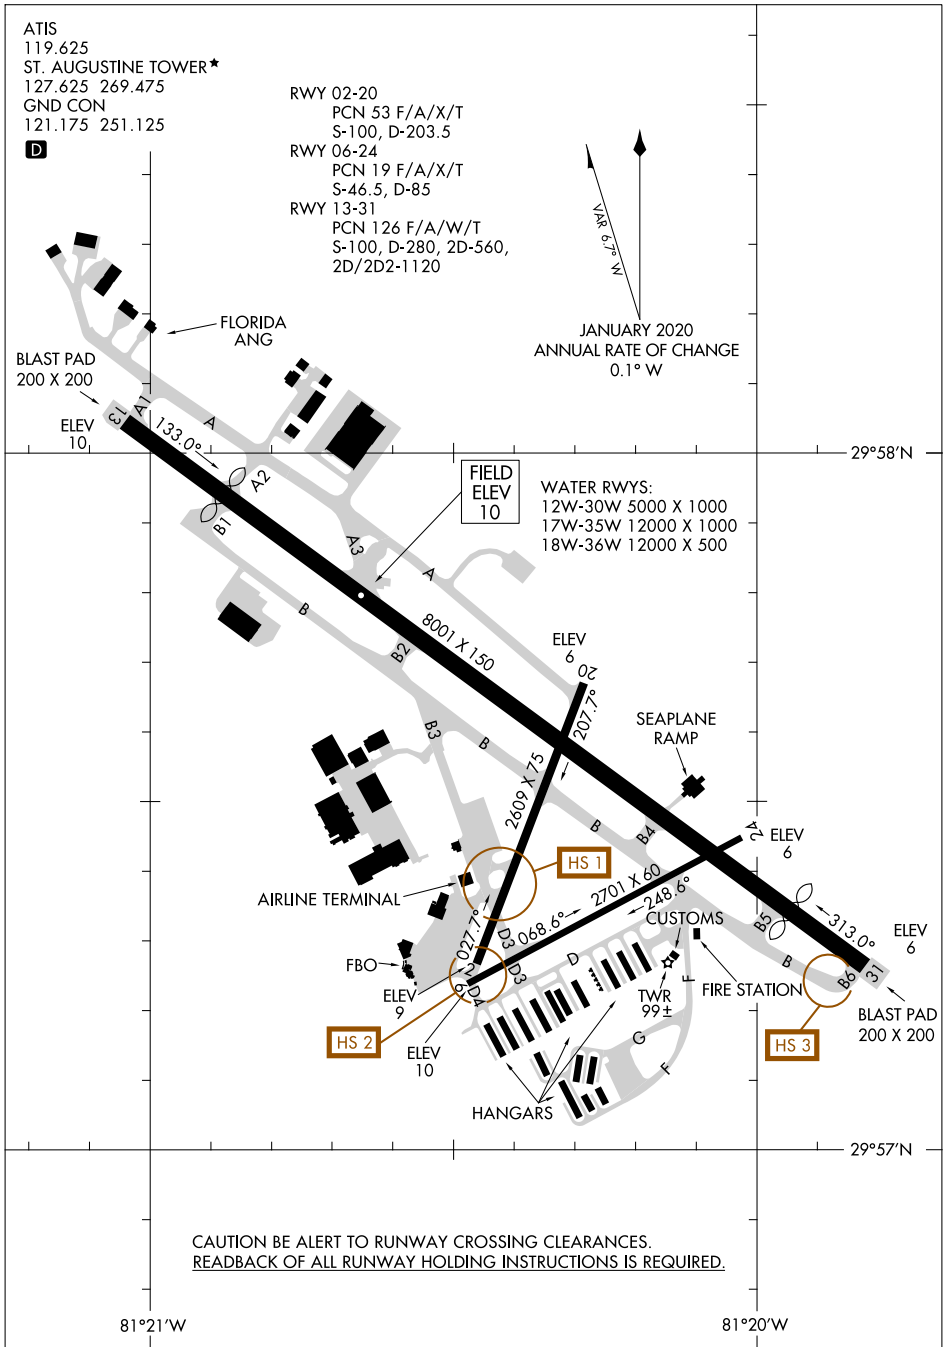 ATIS
119.625
ST. AUGUSTINE TOWER★
127.625 269.475
GND CON
121.175 251.125
D
RWY 02-20
PCN 53 F/A/X/T
S-100, D-203.5
RWY 06-24
PCN 19 F/A/X/T
S-46.5, D-85
RWY 13-31
PCN 126 F/A/W/T
S-100, D-280, 2D-560,
2D/2D2-1120
VAR 6.7° W
JANUARY 2020
ANNUAL RATE OF CHANGE
0.1° W
FLORIDA
ANG
BLAST PAD
200 X 200
ELEV
10
13
A1
133.0°
A
A2
B1
29°58'N
FIELD
ELEV
10
WATER RWYS:
12W-30W 5000 X 1000
17W-35W 12000 X 1000
18W-36W 12000 X 500
A3
A
B
8001 X 150
B2
ELEV
6
20
207.7°
B3
B
SEAPLANE
RAMP
2609 X 75
B
B4
24
ELEV
6
HS 1
AIRLINE TERMINAL
2701 X 60
068.6°
248.6°
027.7°
CUSTOMS
B5
313.0°
ELEV
6
D3
D3
D
B
B6
31
FBO
2
6
D4
ELEV
9
TWR
99±
F
FIRE STATION
BLAST PAD
200 X 200
HS 2
ELEV
10
G
F
HS 3
HANGARS
29°57'N
CAUTION BE ALERT TO RUNWAY CROSSING CLEARANCES.
READBACK OF ALL RUNWAY HOLDING INSTRUCTIONS IS REQUIRED.
81°21'W
81°20'W